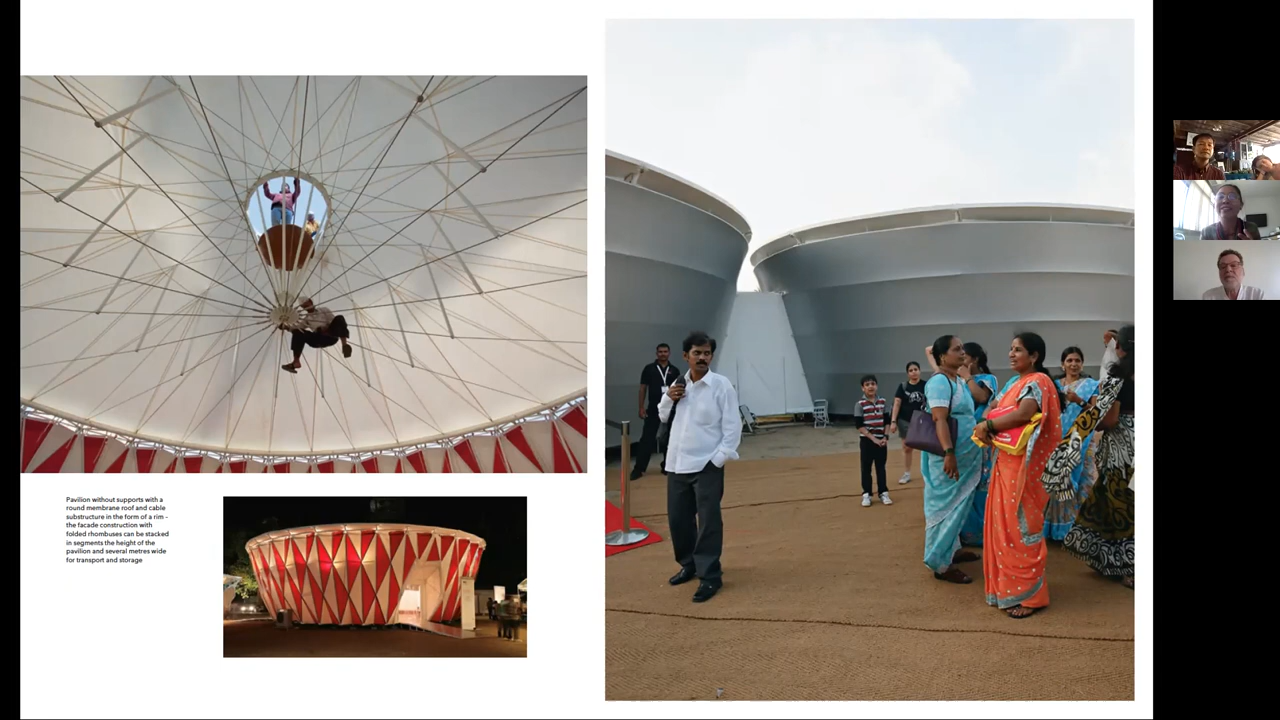 Pavilion without supports with a
round membrane roof and cable
substructure in the form of a rim -
the facade construction with
folded rhombuses can be stacked
in segments the height of the
pavilion and several metres wide
for transport and storage